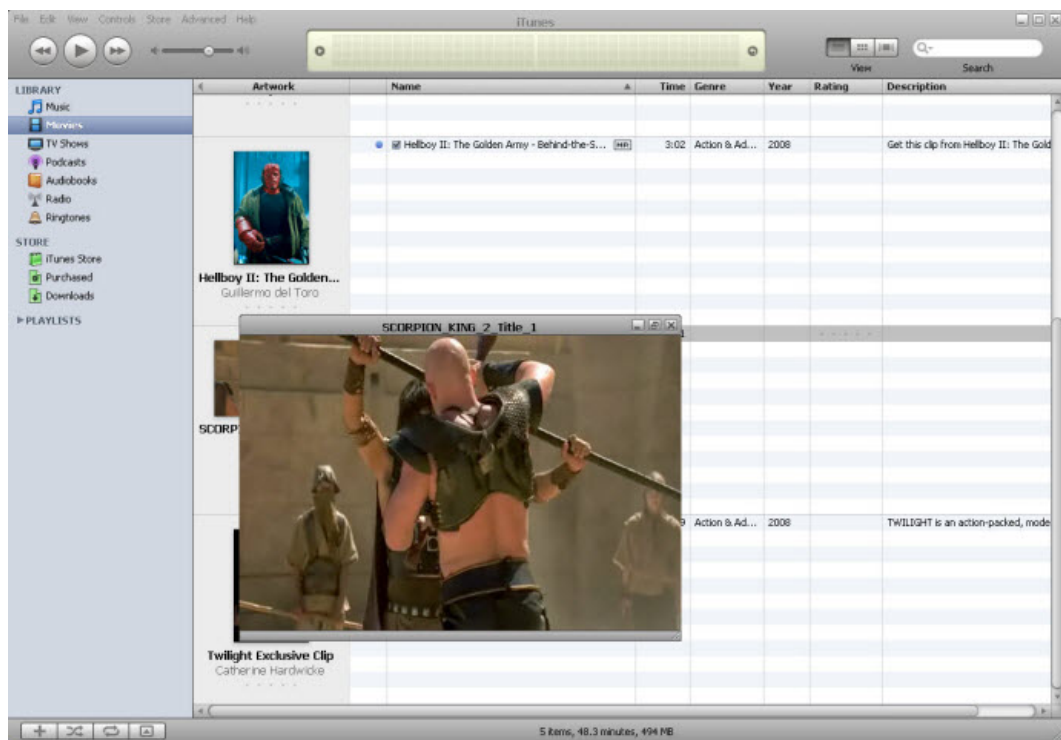 File Edit View Controls Store Advanced Help
iTunes
View
Search
LIBRARY
Music
Movies
TV Shows
Podcasts
Audiobooks
Radio
Ringtones
STORE
iTunes Store
Purchased
Downloads
PLAYLISTS
Artwork Name Time Genre Year Rating Description
Hellboy II: The Golden Army - Behind-the-S... 3:02 Action & Ad... 2008 Get this clip from Hellboy II: The Gold
Hellboy II: The Golden...
Guillermo del Toro
SCORPION_KING_2_Title_1
SCORP
9 Action & Ad... 2008 TWILIGHT is an action-packed, mode
Twilight Exclusive Clip
Catherine Hardwicke
5 items, 48.3 minutes, 494 MB